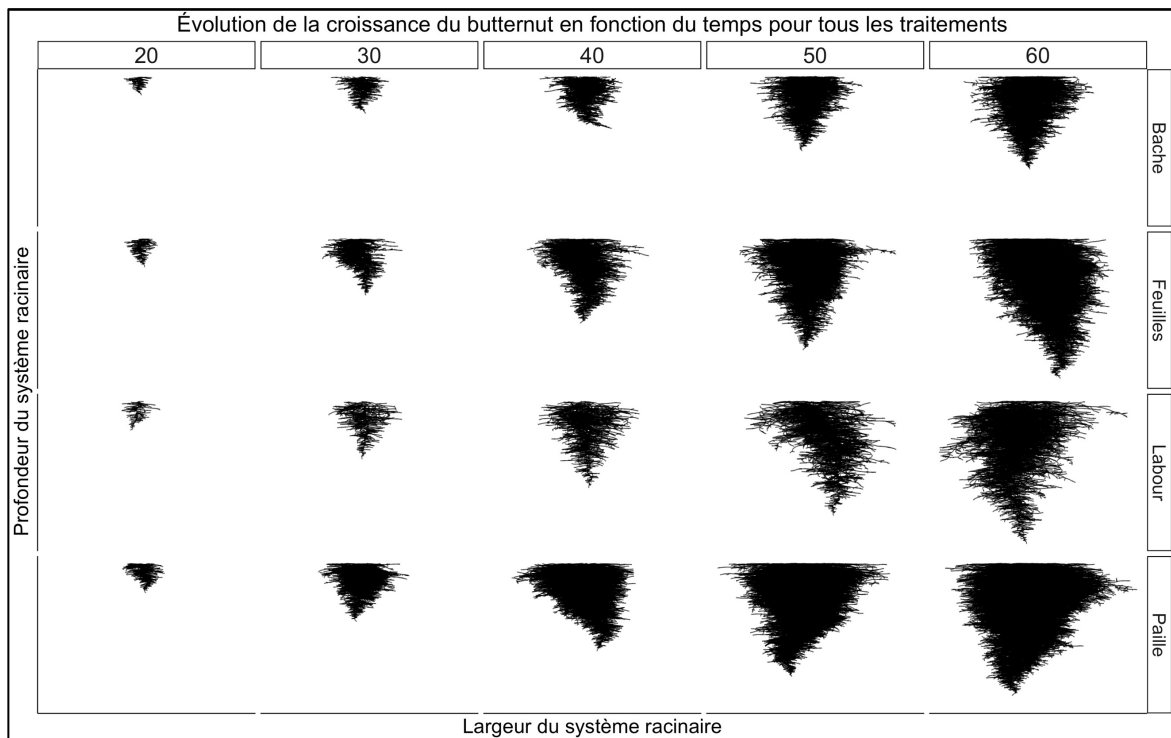 Évolution de la croissance du butternut en fonction du temps pour tous les traitements
20 30 40 50 60
Bache
Feuilles
Labour
Paille
Profondeur du système racinaire
Largeur du système racinaire